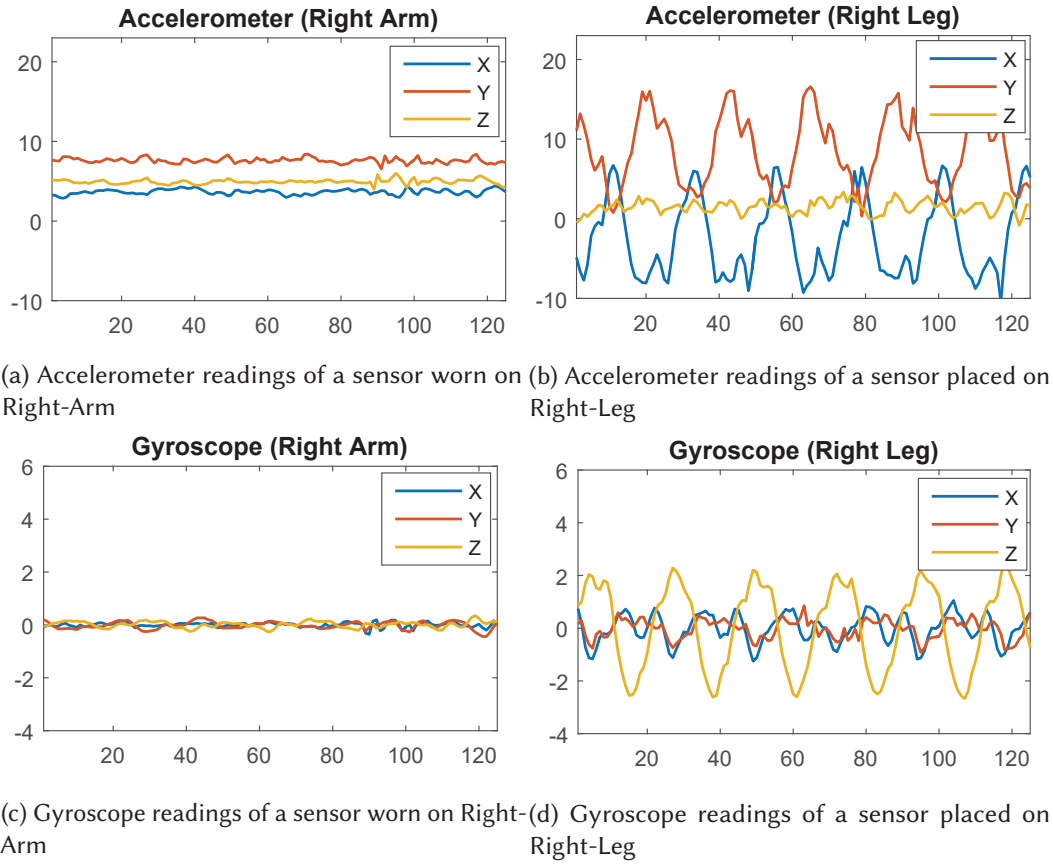 Accelerometer (Right Arm)
20
10
0
-10
X
Y
Z
20 40 60 80 100 120
Accelerometer (Right Leg)
20
10
0
-10
X
Y
Z
20 40 60 80 100 120
(a) Accelerometer readings of a sensor worn on
Right-Arm
(b) Accelerometer readings of a sensor placed on
Right-Leg
Gyroscope (Right Arm)
6
4
2
0
-2
-4
X
Y
Z
20 40 60 80 100 120
Gyroscope (Right Leg)
6
4
2
0
-2
-4
X
Y
Z
20 40 60 80 100 120
(c) Gyroscope readings of a sensor worn on Right-
Arm
(d) Gyroscope readings of a sensor placed on
Right-Leg